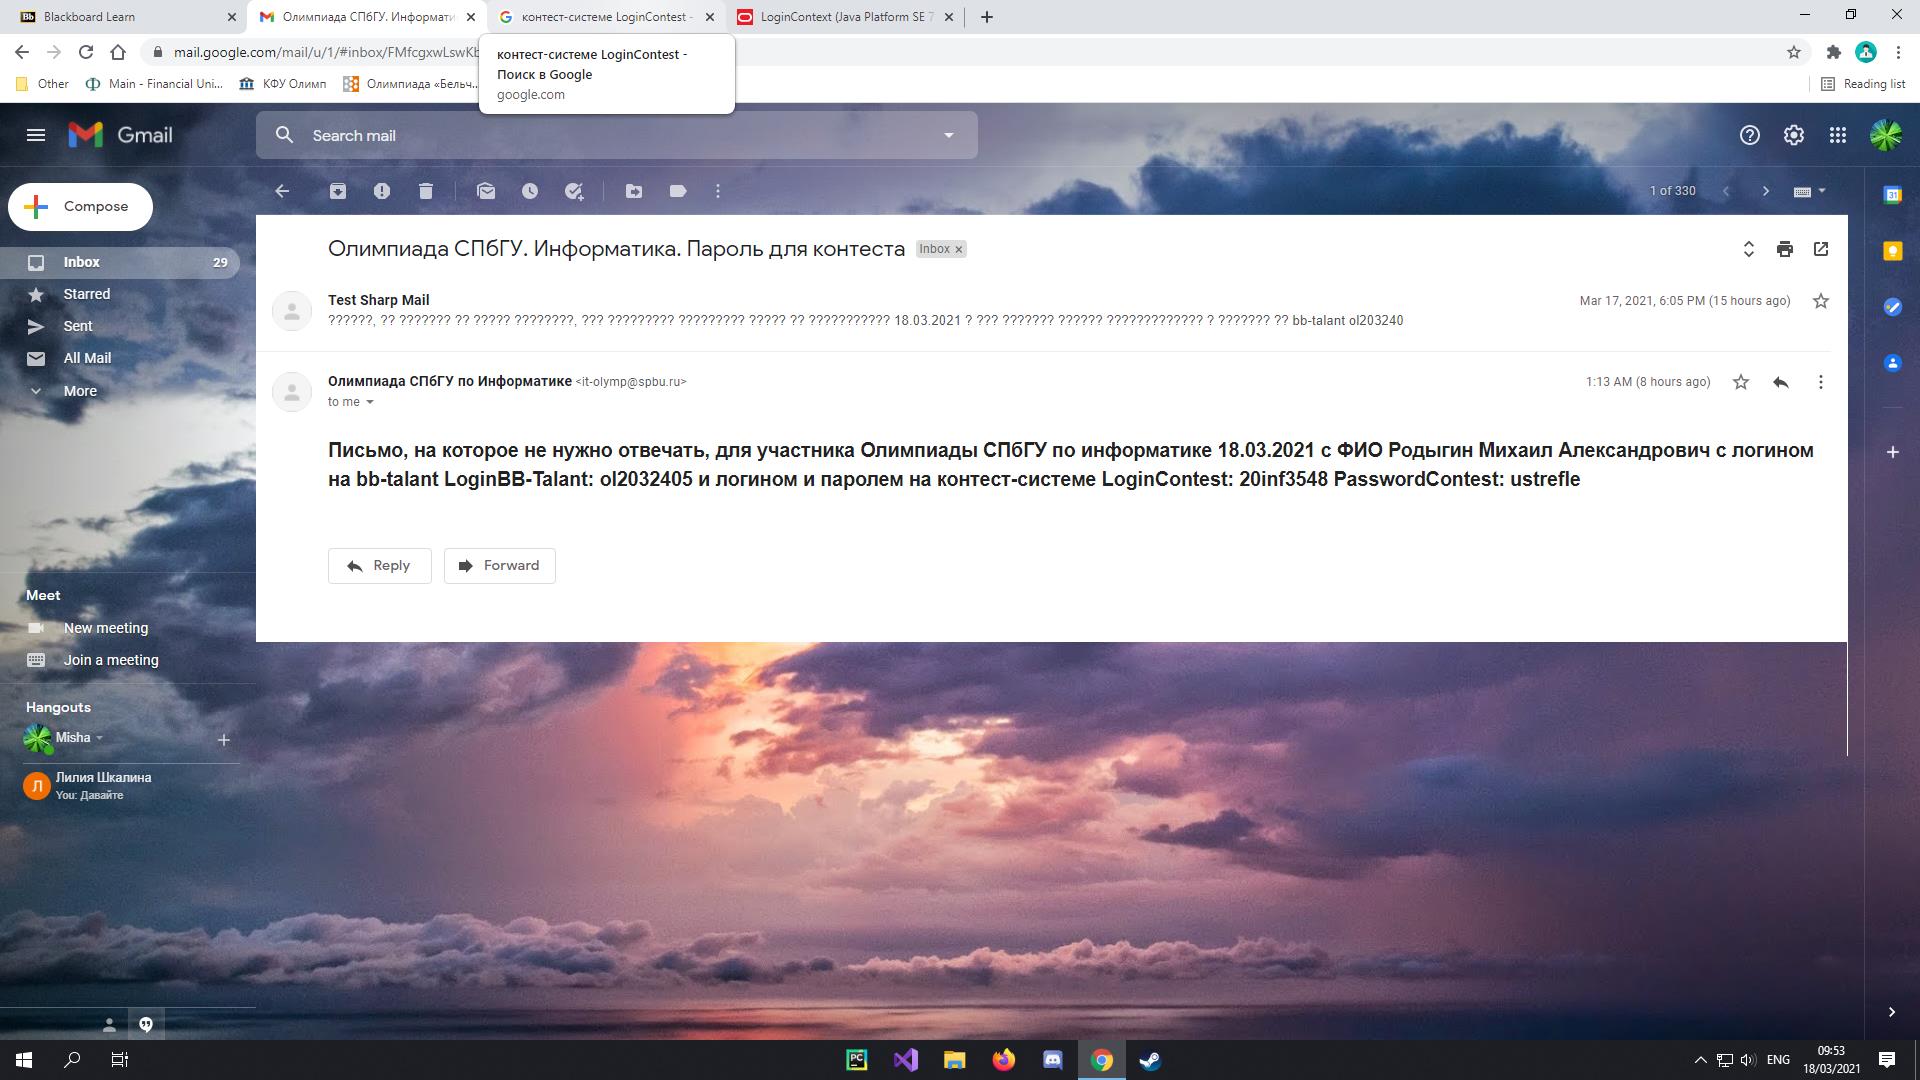 Blackboard Learn
Олимпиада СПбГУ. Информати
контест-системе LoginContest -
LoginContext (Java Platform SE 7
mail.google.com/mail/u/1/#inbox/FMfcgxwLswKb
контест-системе LoginContest -
Поиск в Google
google.com
Other
Main - Financial Uni...
КФУ Олимп
Олимпиада «Бельч...
Reading list
Gmail
Search mail
Compose
1 of 330
Inbox 29
Starred
Sent
All Mail
More
Олимпиада СПбГУ. Информатика. Пароль для контеста Inbox ×
Test Sharp Mail
Mar 17, 2021, 6:05 PM (15 hours ago)
??????, ?? ??????? ?? ????? ????????, ??? ????????? ????????? ????? ?? ??????????? 18.03.2021 ? ??? ??????? ?????? ????????????? ? ??????? ?? bb-talant ol203240
Олимпиада СПбГУ по Информатике <it-olymp@spbu.ru>
1:13 AM (8 hours ago)
to me
Письмо, на которое не нужно отвечать, для участника Олимпиады СПбГУ по информатике 18.03.2021 с ФИО Родыгин Михаил Александрович с логином
на bb-talant LoginBB-Talant: ol2032405 и логином и паролем на контест-системе LoginContest: 20inf3548 PasswordContest: ustrefle
Reply
Forward
Meet
New meeting
Join a meeting
Hangouts
Misha
Лилия Шкалина
You: Давайте
ENG
09:53
18/03/2021